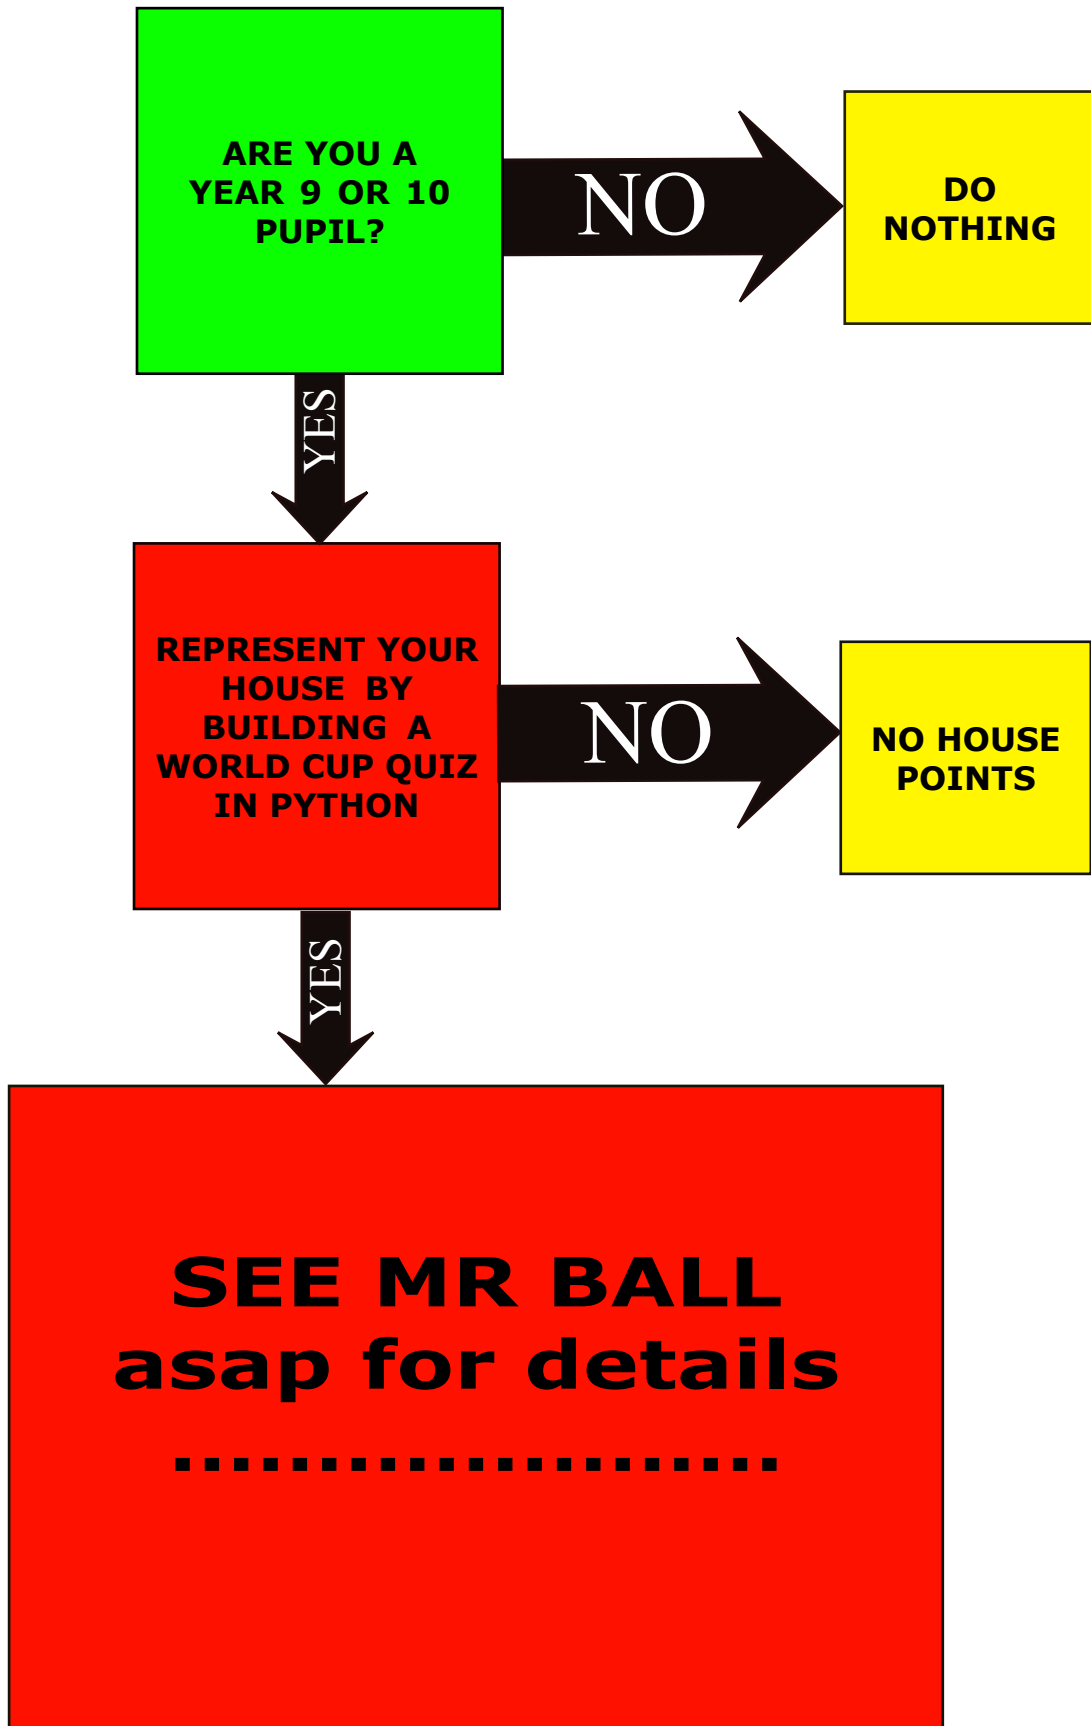 ARE YOU A
YEAR 9 OR 10
PUPIL?
NO
DO
NOTHING
YES
REPRESENT YOUR
HOUSE BY
BUILDING A
WORLD CUP QUIZ
IN PYTHON
NO
NO HOUSE
POINTS
YES
SEE MR BALL
asap for details
.....................